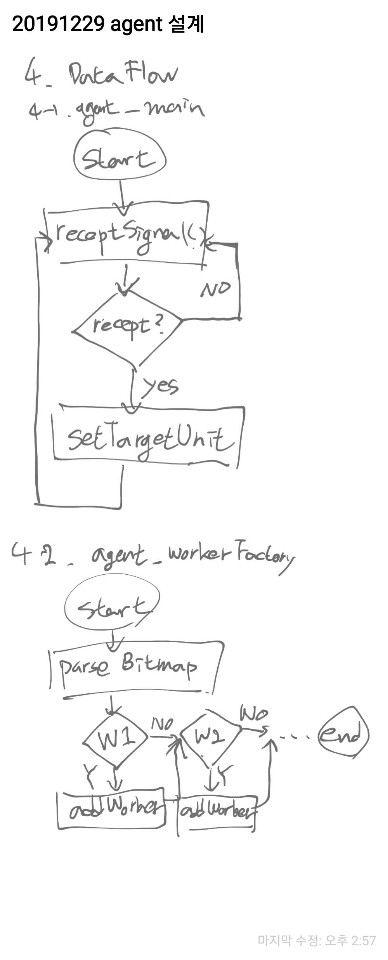 20191229 agent 설계
4. DataFlow
4-1. agent_main
Start
receptSignal()
NO
recept?
yes
setTargetUnit
4-2. agent_workerFactory
Start
Parse Bitmap
W1
NO
W2
NO
...
end
Y
Y
addWorker
addWorker
마지막 수정: 오후 2:57